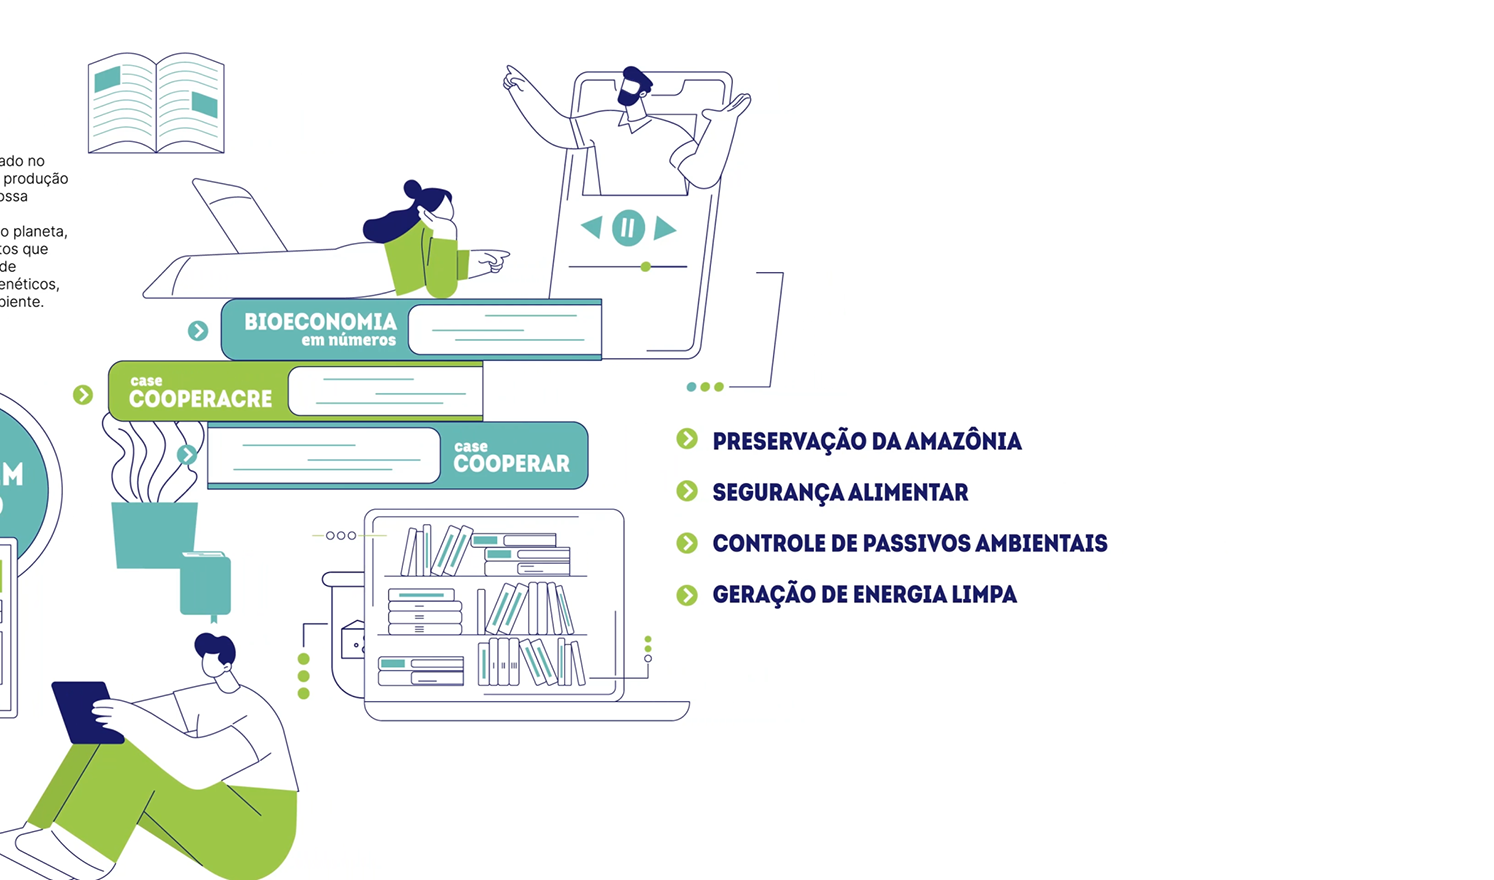 ado no
produção
ossa
o planeta,
tos que
de
enéticos,
biente.
BIOECONOMIA
em números
case
COOPERACRE
case
COOPERAR
EM
O
PRESERVAÇÃO DA AMAZÔNIA
SEGURANÇA ALIMENTAR
CONTROLE DE PASSIVOS AMBIENTAIS
GERAÇÃO DE ENERGIA LIMPA